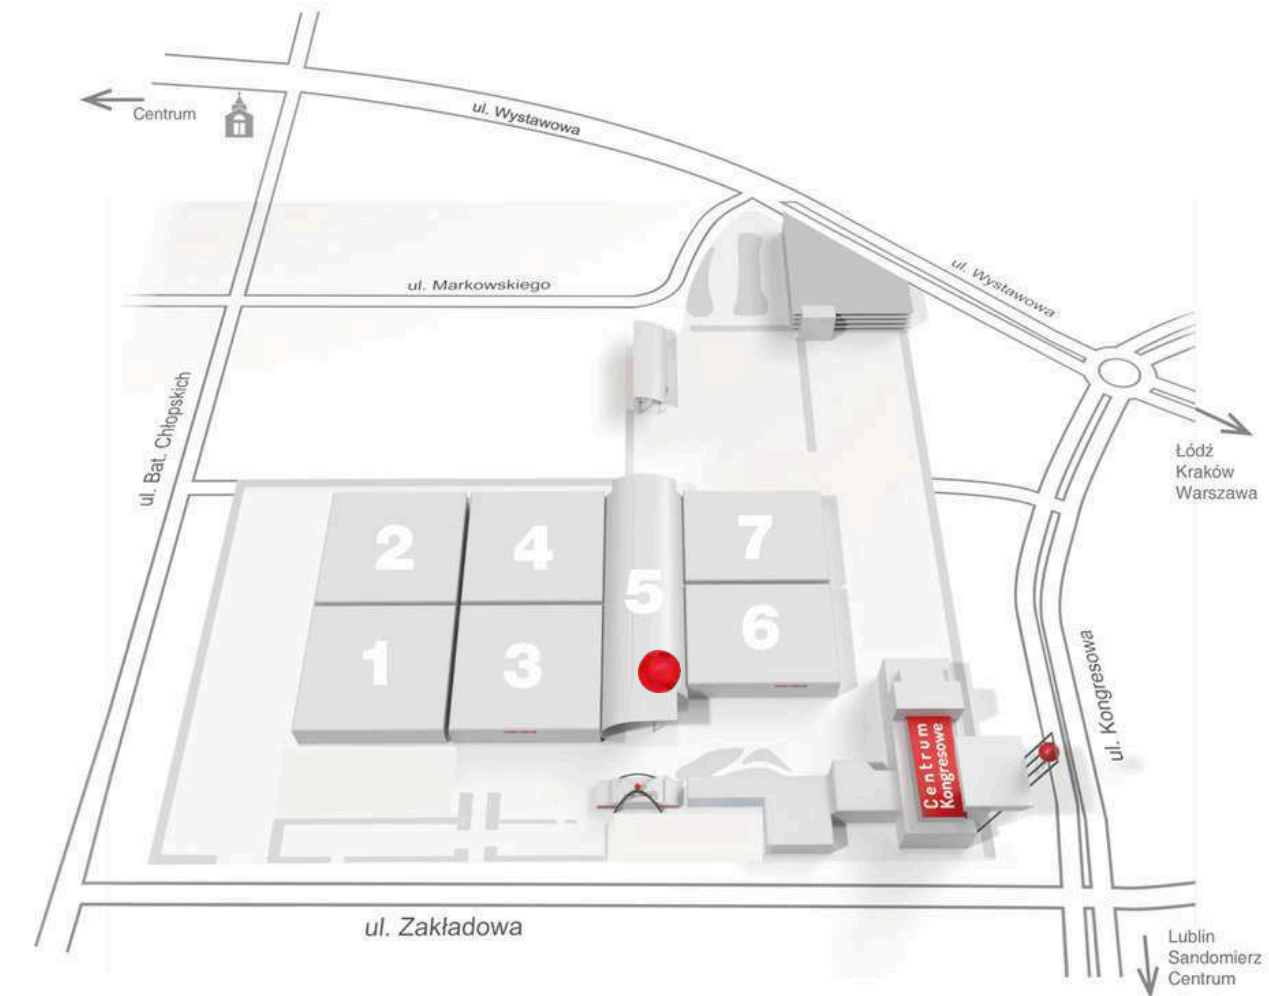 Centrum
ul. Wystawowa
ul. Wystawowa
ul. Markowskiego
ul. Bat. Chłopskich
Łódź
Kraków
Warszawa
2
4
5
7
1
3
6
Centrum
Kongresowe
ul. Kongresowa
ul. Zakładowa
Lublin
Sandomierz
Centrum